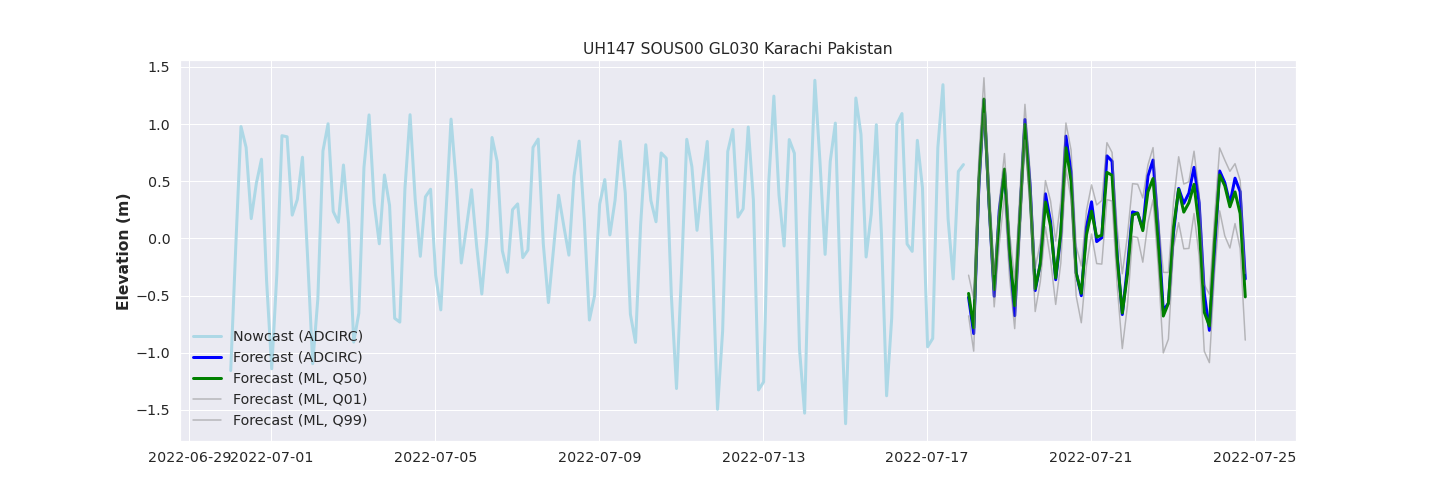 UH147 SOUS00 GL030 Karachi Pakistan
Elevation (m)
1.5
1.0
0.5
0.0
−0.5
−1.0
−1.5
Nowcast (ADCIRC)
Forecast (ADCIRC)
Forecast (ML, Q50)
Forecast (ML, Q01)
Forecast (ML, Q99)
2022-06-29 2022-07-01 2022-07-05 2022-07-09 2022-07-13 2022-07-17 2022-07-21 2022-07-25